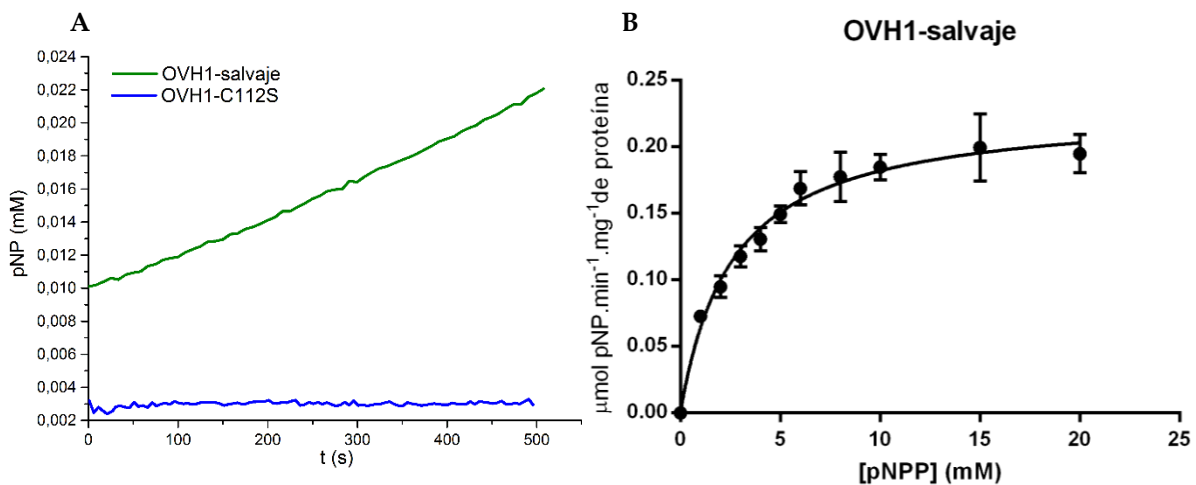 A
0,024
0,022
0,020
0,018
0,016
0,014
0,012
0,010
0,008
0,006
0,004
0,002
pNP (mM)
OVH1-salvaje
OVH1-C112S
0 100 200 300 400 500
t (s)
B
OVH1-salvaje
0.25
0.20
0.15
0.10
0.05
0.00
µmol pNP.min⁻¹.mg⁻¹de proteína
0 5 10 15 20 25
[pNPP] (mM)